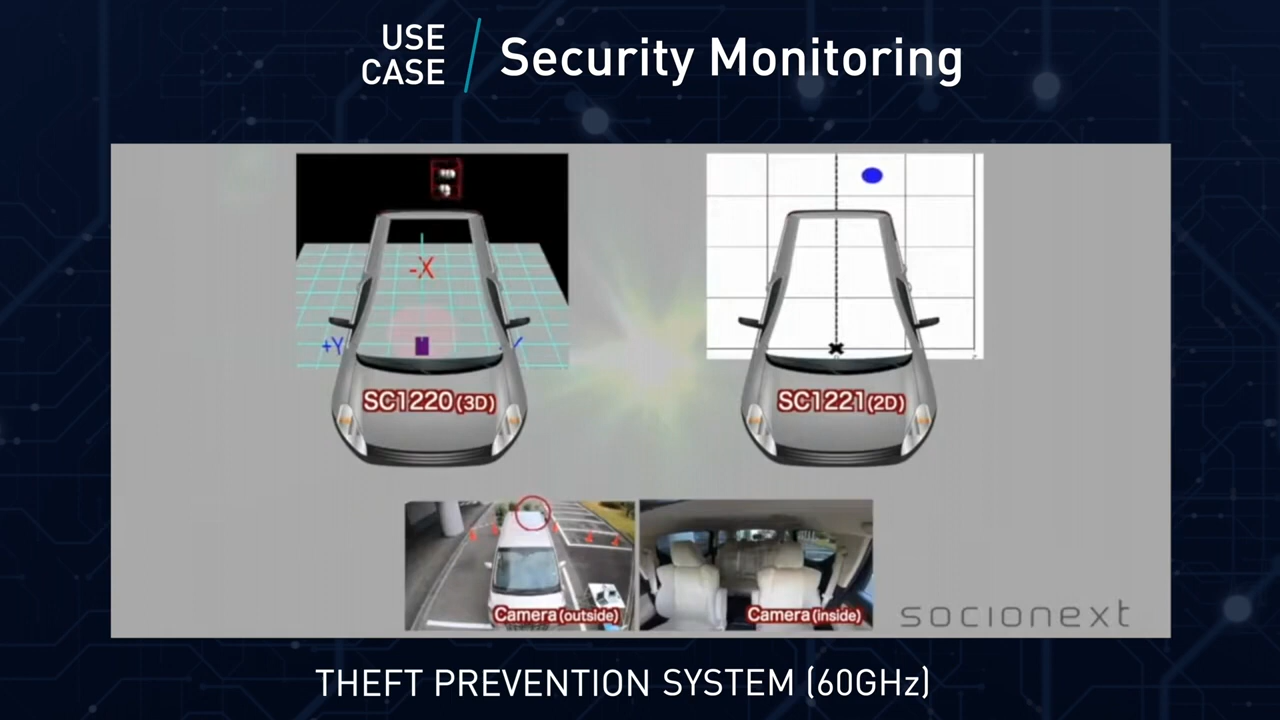 USE
CASE
Security Monitoring
-X
+Y
SC1220 (3D)
SC1221 (2D)
Camera (outside)
Camera (inside)
socionext
THEFT PREVENTION SYSTEM (60GHz)